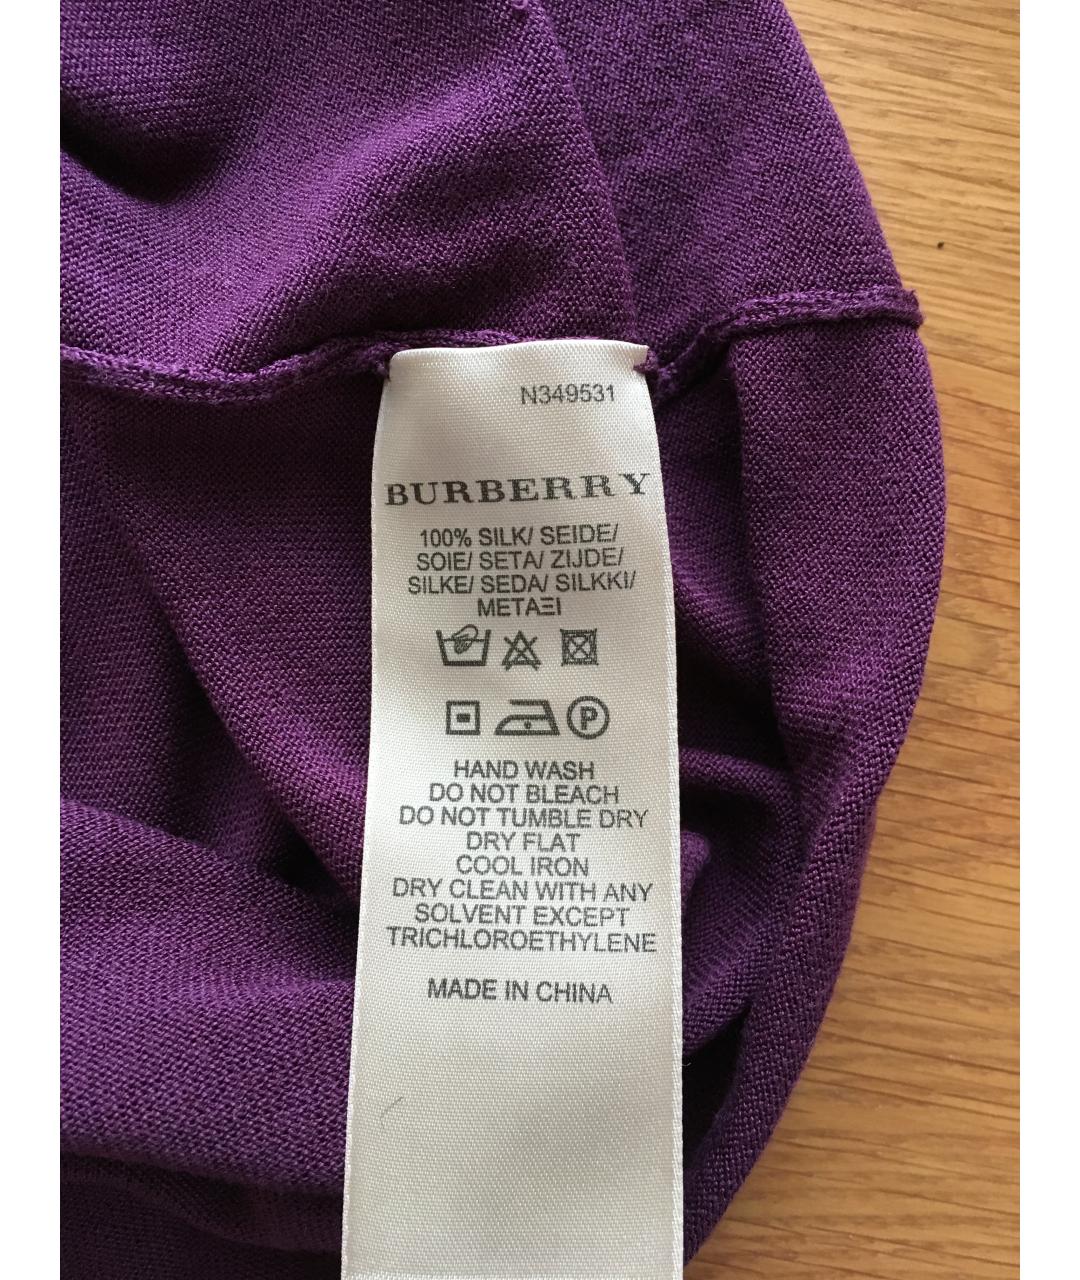 N349531
BURBERRY
100% SILK/ SEIDE/
SOIE/ SETA/ ZIJDE/
SILKE/ SEDA/ SILKKI/
ΜΕΤΑΞΙ
P
HAND WASH
DO NOT BLEACH
DO NOT TUMBLE DRY
DRY FLAT
COOL IRON
DRY CLEAN WITH ANY
SOLVENT EXCEPT
TRICHLOROETHYLENE
MADE IN CHINA